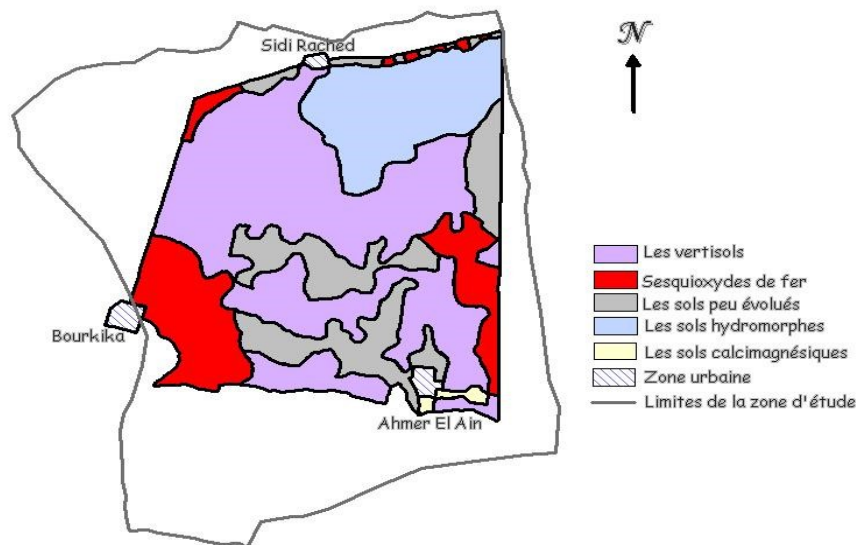 N
Sidi Rached
Bourkika
Ahmer El Ain
Les vertisols
Sesquioxydes de fer
Les sols peu évolués
Les sols hydromorphes
Les sols calcimagnésiques
Zone urbaine
Limites de la zone d'étude